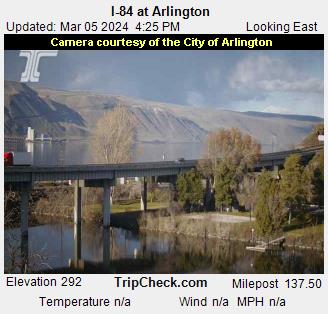 I-84 at Arlington
Updated: Mar 05 2024 4:25 PM Looking East
Camera courtesy of the City of Arlington
Elevation 292 TripCheck.com Milepost 137.50
Temperature n/a Wind n/a MPH n/a